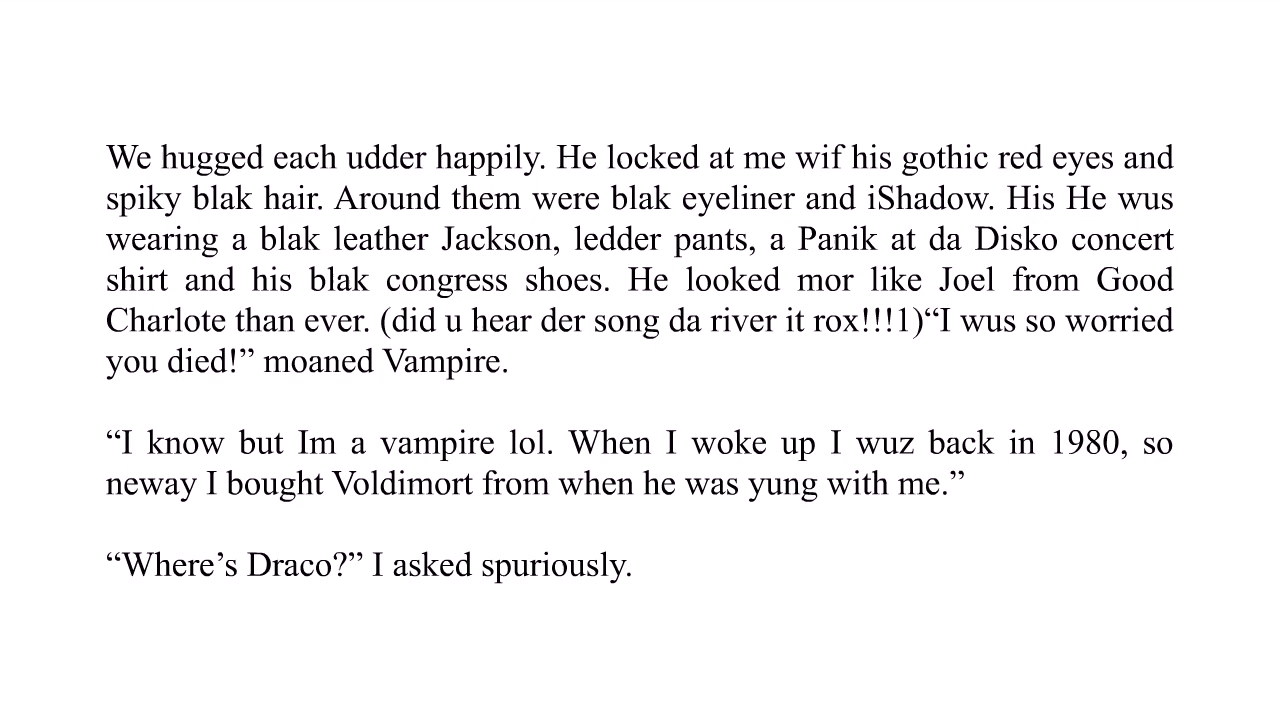 We hugged each udder happily. He locked at me wif his gothic red eyes and
spiky blak hair. Around them were blak eyeliner and iShadow. His He wus
wearing a blak leather Jackson, ledder pants, a Panik at da Disko concert
shirt and his blak congress shoes. He looked mor like Joel from Good
Charlote than ever. (did u hear der song da river it rox!!!1)“I wus so worried
you died!” moaned Vampire.
“I know but Im a vampire lol. When I woke up I wuz back in 1980, so
neway I bought Voldimort from when he was yung with me.”
“Where’s Draco?” I asked spuriously.